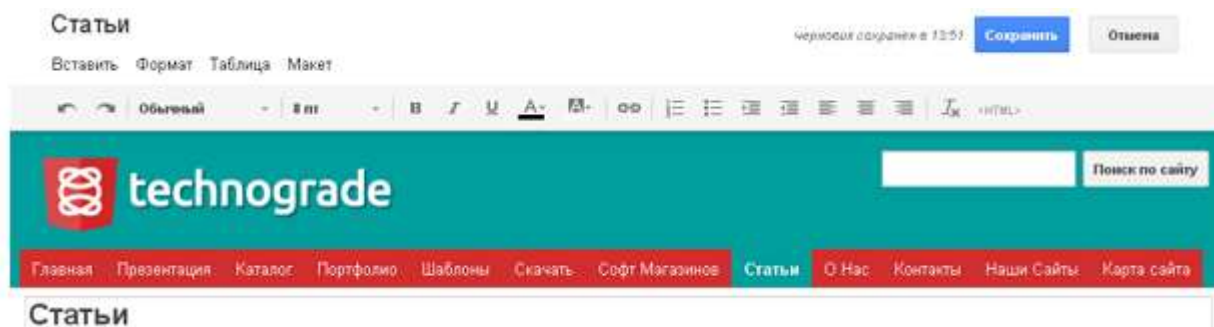 Статьи
черновик сохранен в 13:51 Сохранить Отмена
Вставить Формат Таблица Макет
Обычный 8 пт B I U A <HTML>
technograde Поиск по сайту
Главная Презентация Каталог Портфолио Шаблоны Скачать Софт Магазинов Статьи О Нас Контакты Наши Сайты Карта сайта
Статьи